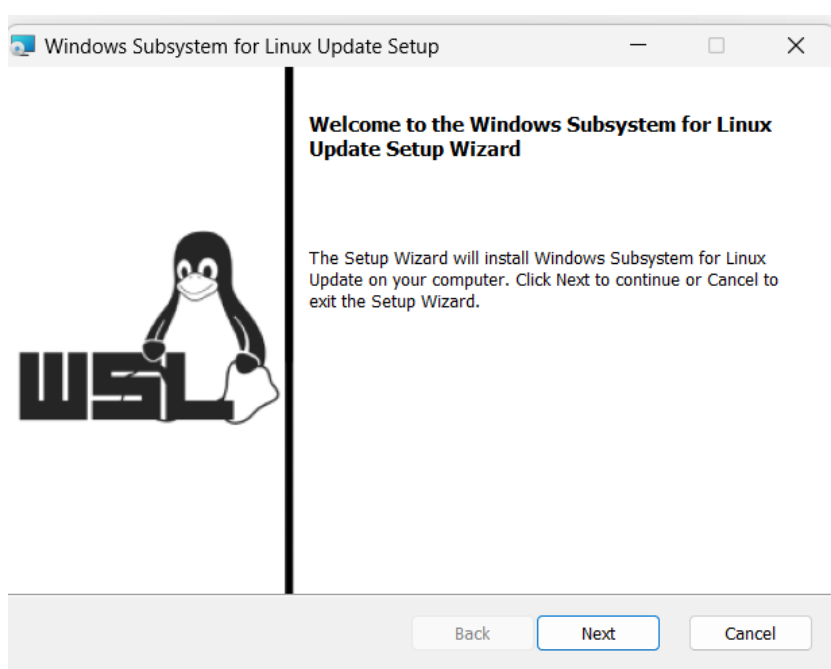 Windows Subsystem for Linux Update Setup
Welcome to the Windows Subsystem for Linux
Update Setup Wizard
The Setup Wizard will install Windows Subsystem for Linux
Update on your computer. Click Next to continue or Cancel to
exit the Setup Wizard.
WSL
Back
Next
Cancel